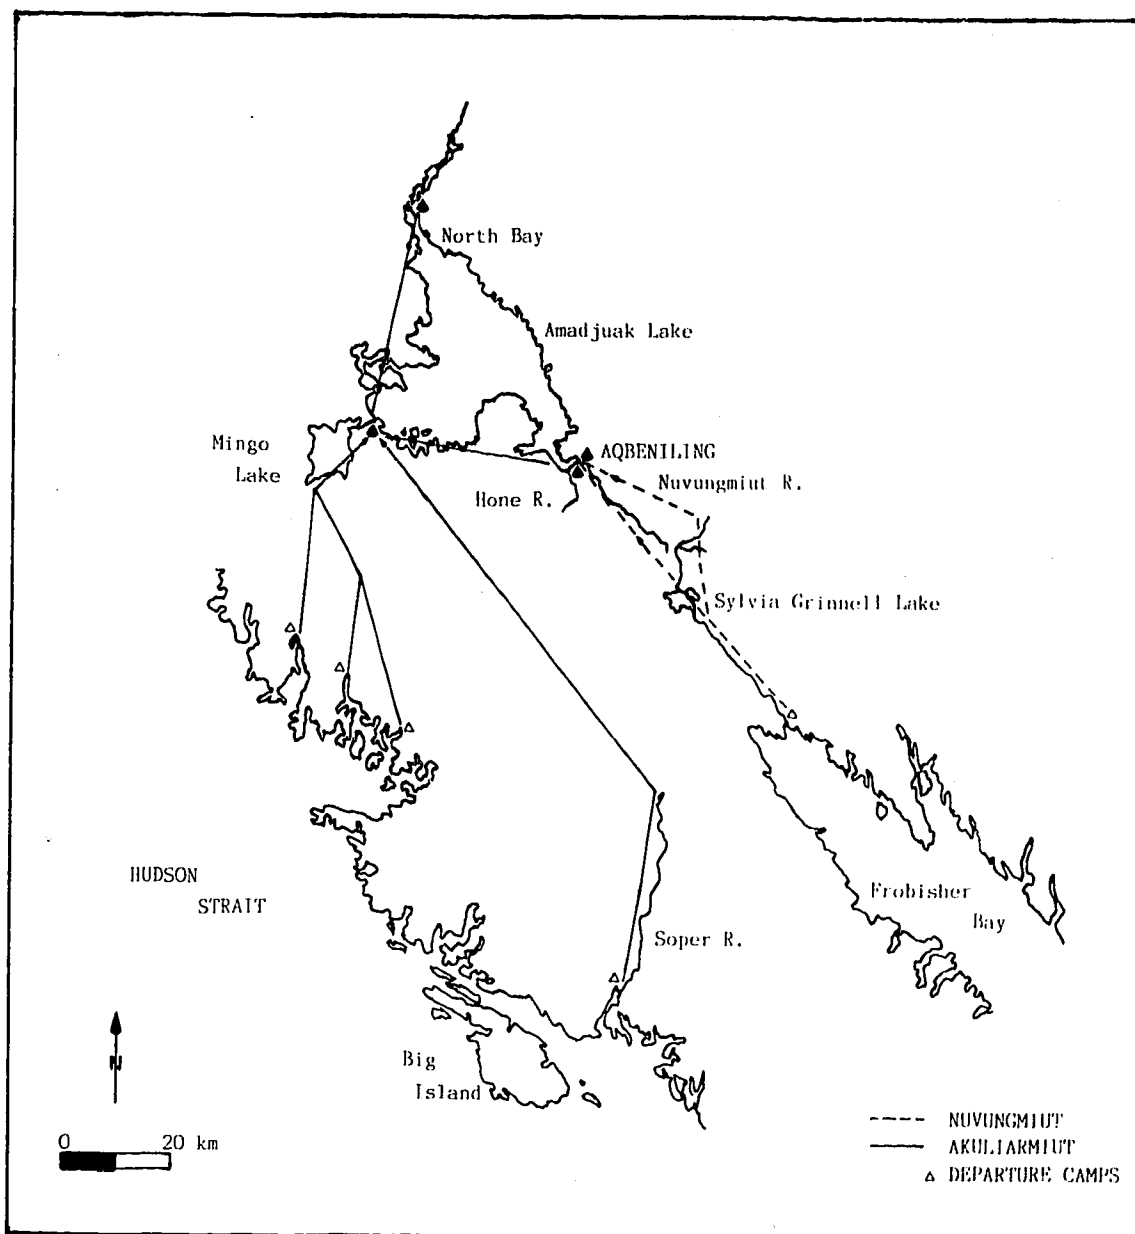 North Bay
Amadjuak Lake
Mingo
Lake
AQBENILING
Hone R.
Nuvungmiut R.
Sylvia Grinnell Lake
HUDSON
STRAIT
Frobisher
Bay
Soper R.
N
Big
Island
0 20 km
NUVUNGMIUT
AKULIARMIUT
DEPARTURE CAMPS